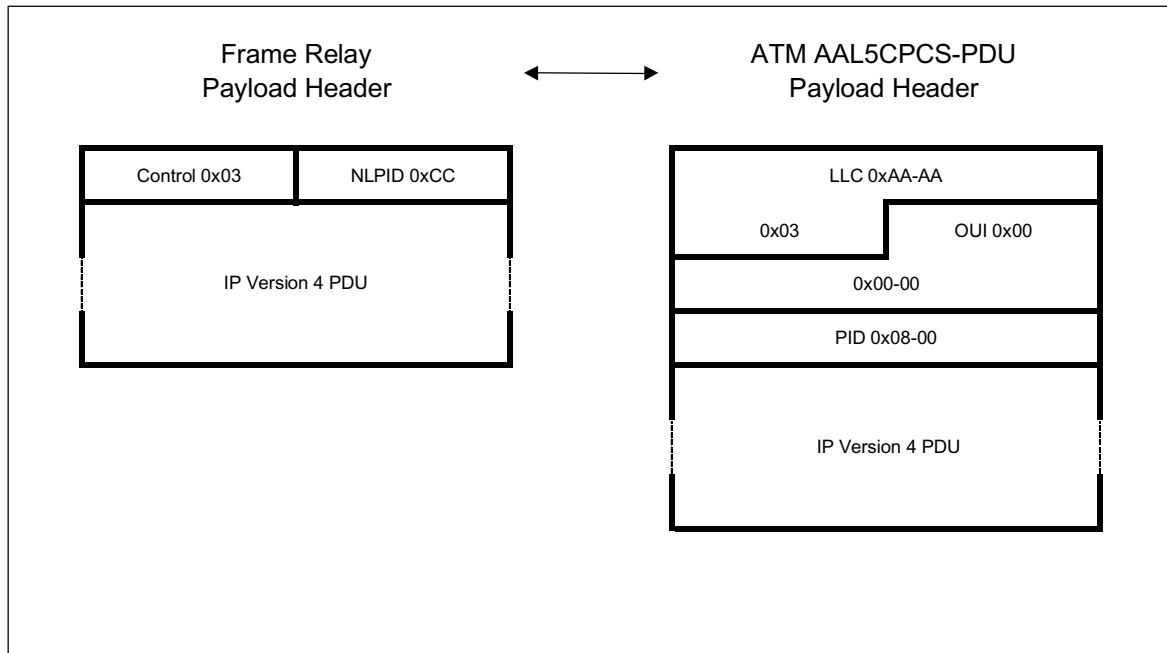 Frame Relay
Payload Header
ATM AAL5CPCS-PDU
Payload Header
Control 0x03
NLPID 0xCC
IP Version 4 PDU
LLC 0xAA-AA
0x03
OUI 0x00
0x00-00
PID 0x08-00
IP Version 4 PDU